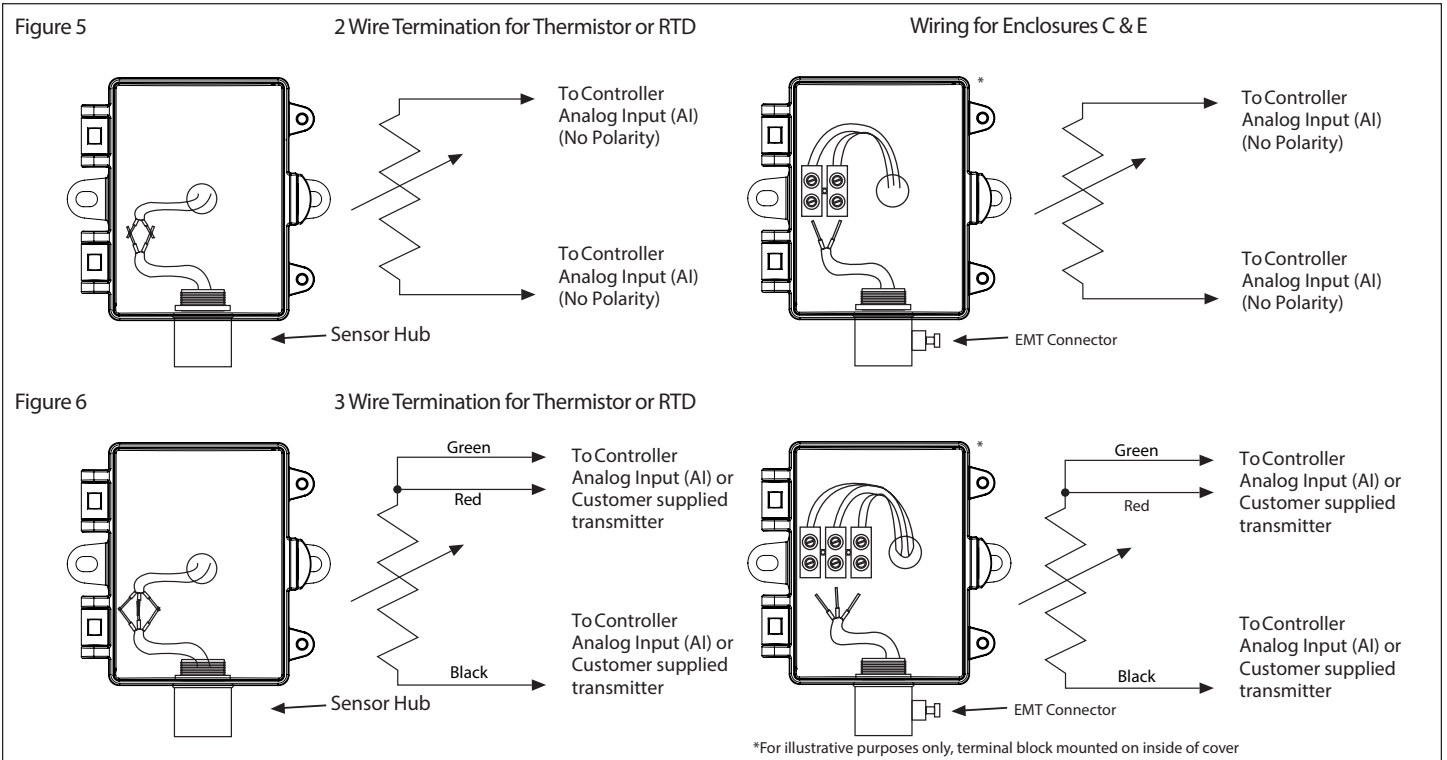 Figure 5
2 Wire Termination for Thermistor or RTD
Wiring for Enclosures C & E
To Controller
Analog Input (AI)
(No Polarity)
To Controller
Analog Input (AI)
(No Polarity)
Sensor Hub
*
To Controller
Analog Input (AI)
(No Polarity)
To Controller
Analog Input (AI)
(No Polarity)
EMT Connector
Figure 6
3 Wire Termination for Thermistor or RTD
Green
Red
To Controller
Analog Input (AI) or
Customer supplied
transmitter
To Controller
Analog Input (AI) or
Customer supplied
transmitter
Black
Sensor Hub
*
Green
Red
To Controller
Analog Input (AI) or
Customer supplied
transmitter
To Controller
Analog Input (AI) or
Customer supplied
transmitter
Black
EMT Connector
*For illustrative purposes only, terminal block mounted on inside of cover